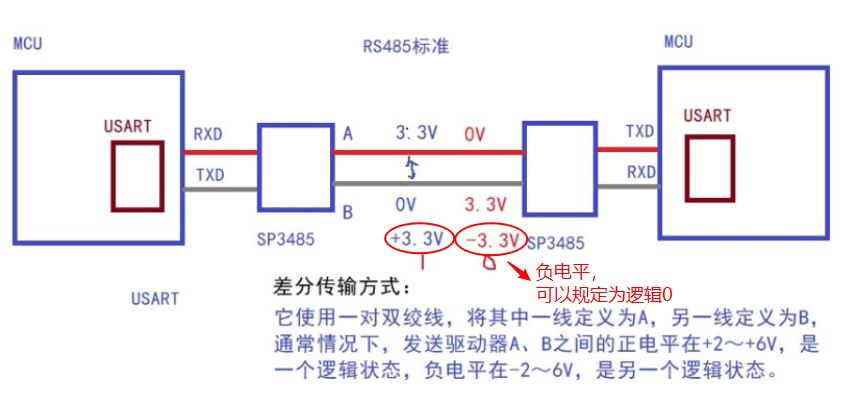 MCU
RS485标准
MCU
USART
RXD
TXD
A
3.3V
0V
B
0V
3.3V
+3.3V
-3.3V
1
0
SP3485
SP3485
TXD
RXD
USART
负电平，
可以规定为逻辑0
USART
差分传输方式：
它使用一对双绞线，将其中一线定义为A，另一线定义为B，
通常情况下，发送驱动器A、B之间的正电平在+2～+6V，是
一个逻辑状态，负电平在-2～6V，是另一个逻辑状态。